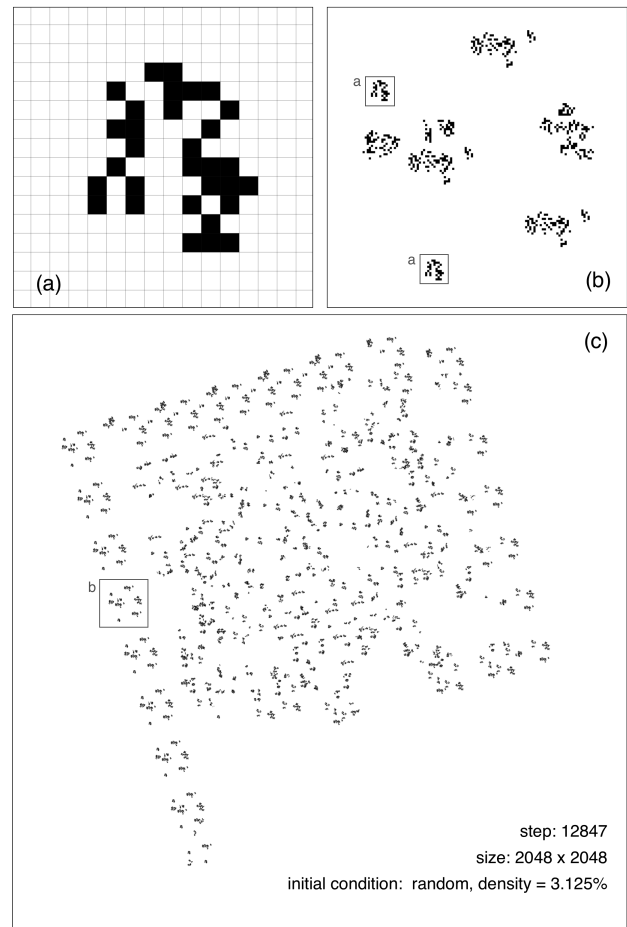 (a)
a
a
(b)
(c)
b
step: 12847
size: 2048 x 2048
initial condition: random, density = 3.125%